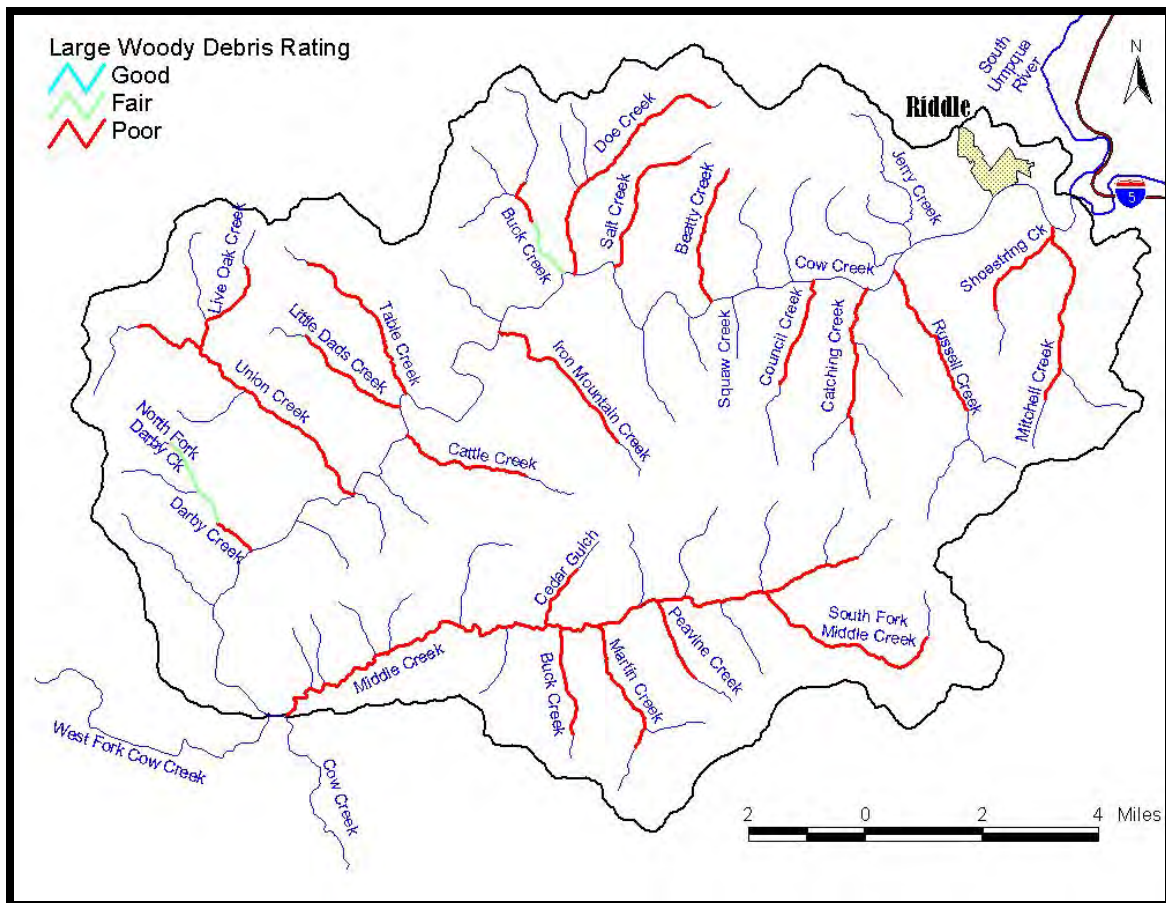 Large Woody Debris Rating
Good
Fair
Poor
South
Umpqua
River
N
Riddle
5
Doe Creek
Salt Creek
Beatty Creek
Buck Creek
Jerry Creek
Cow Creek
Shoestring Ck
Live Oak Creek
Table Creek
Little Dads Creek
Iron Mountain Creek
Squaw Creek
Council Creek
Catching Creek
Russell Creek
Mitchell Creek
Union Creek
North Fork
Darby Ck
Cattle Creek
Darby Creek
Cedar Gulch
South Fork
Middle Creek
Peavine Creek
Martin Creek
Buck Creek
Middle Creek
West Fork Cow Creek
Cow Creek
2 0 2 4 Miles